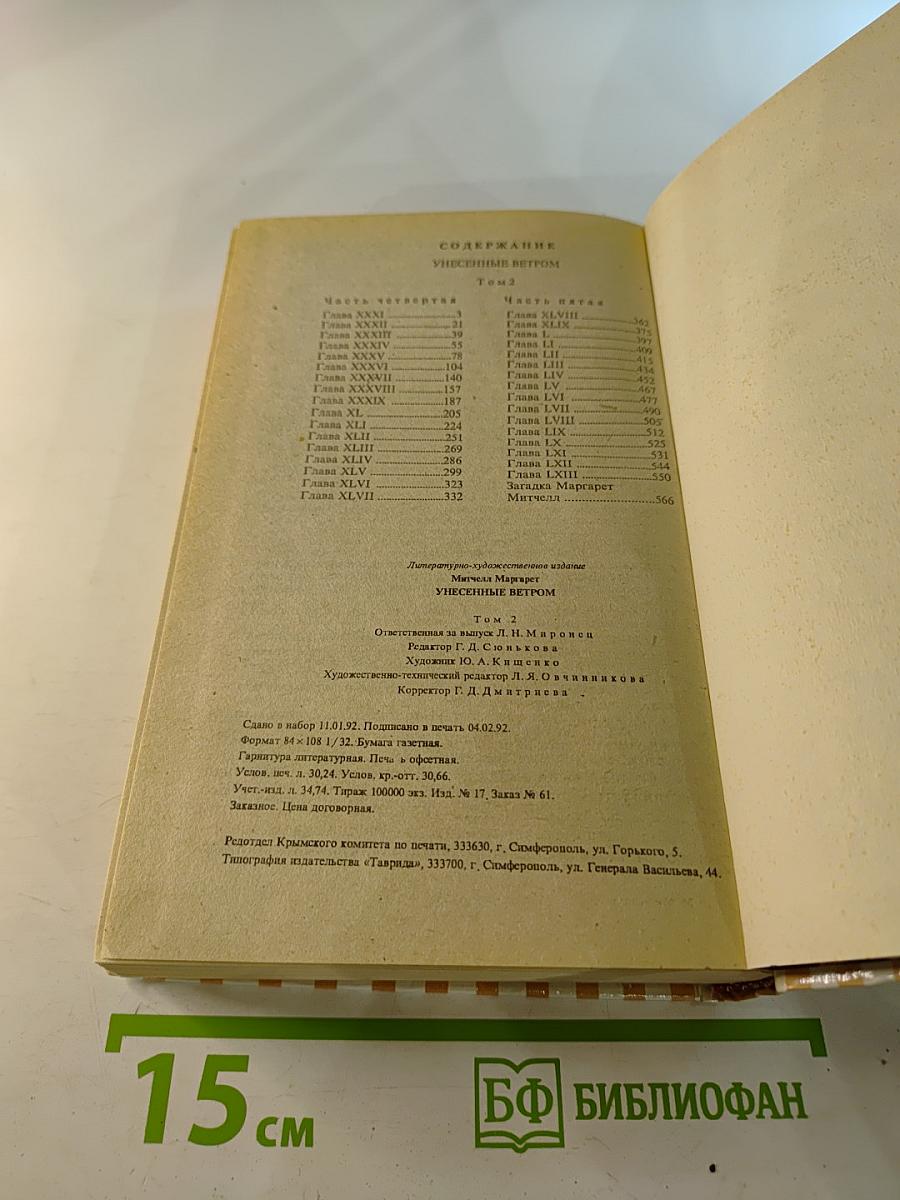 СОДЕРЖАНИЕ
УНЕСЕННЫЕ ВЕТРОМ
Том 2
Часть четвертая
Глава XXXI ........ 3
Глава XXXII ........ 21
Глава XXXIII ........ 39
Глава XXXIV ........ 55
Глава XXXV ........ 78
Глава XXXVI ........ 104
Глава XXXVII ........ 140
Глава XXXVIII ........ 157
Глава XXXIX ........ 187
Глава XL ........ 205
Глава XLI ........ 224
Глава XLII ........ 251
Глава XLIII ........ 269
Глава XLIV ........ 286
Глава XLV ........ 299
Глава XLVI ........ 323
Глава XLVII ........ 332
Часть пятая
Глава XLVIII ........ 362
Глава XLIX ........ 375
Глава L ........ 397
Глава LI ........ 409
Глава LII ........ 415
Глава LIII ........ 434
Глава LIV ........ 452
Глава LV ........ 467
Глава LVI ........ 477
Глава LVII ........ 490
Глава LVIII ........ 505
Глава LIX ........ 512
Глава LX ........ 525
Глава LXI ........ 531
Глава LXII ........ 544
Глава LXIII ........ 550
Загадка Маргарет
Митчелл ........ 566
Литературно-художественное издание
Митчелл Маргарет
УНЕСЕННЫЕ ВЕТРОМ
Том 2
Ответственная за выпуск Л. Н. Миронец
Редактор Г. Д. Сюнькова
Художник Ю. А. Кищенко
Художественно-технический редактор Л. Я. Овчинникова
Корректор Г. Д. Дмитриева
Сдано в набор 11.01.92. Подписано в печать 04.02.92.
Формат 84×108 1/32. Бумага газетная.
Гарнитура литературная. Печа ь офсетная.
Услов. печ. л. 30,24. Услов. кр.-отт. 30,66.
Учет.-изд. л. 34,74. Тираж 100000 экз. Изд. № 17. Заказ № 61.
Заказное. Цена договорная.
Редотдел Крымского комитета по печати, 333630, г. Симферополь, ул. Горького, 5.
Типография издательства «Таврида», 333700, г. Симферополь, ул. Генерала Васильева, 44.
15 см
БФ БИБЛИОФАН